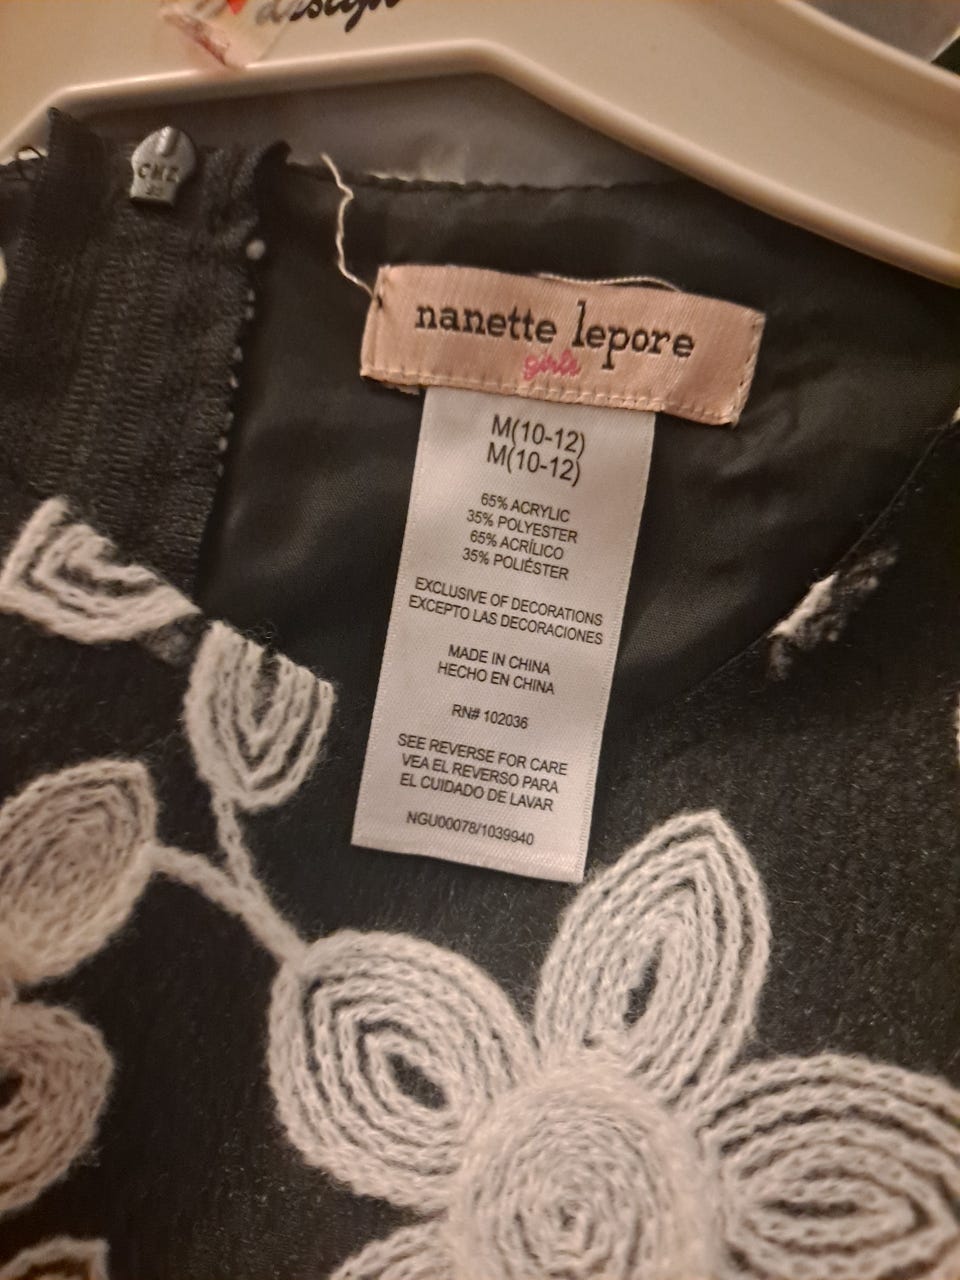 design
CMZ
nanette lepore
girls
M(10-12)
M(10-12)
65% ACRYLIC
35% POLYESTER
65% ACRÍLICO
35% POLIÉSTER
EXCLUSIVE OF DECORATIONS
EXCEPTO LAS DECORACIONES
MADE IN CHINA
HECHO EN CHINA
RN# 102036
SEE REVERSE FOR CARE
VEA EL REVERSO PARA
EL CUIDADO DE LAVAR
NGU00078/1039940